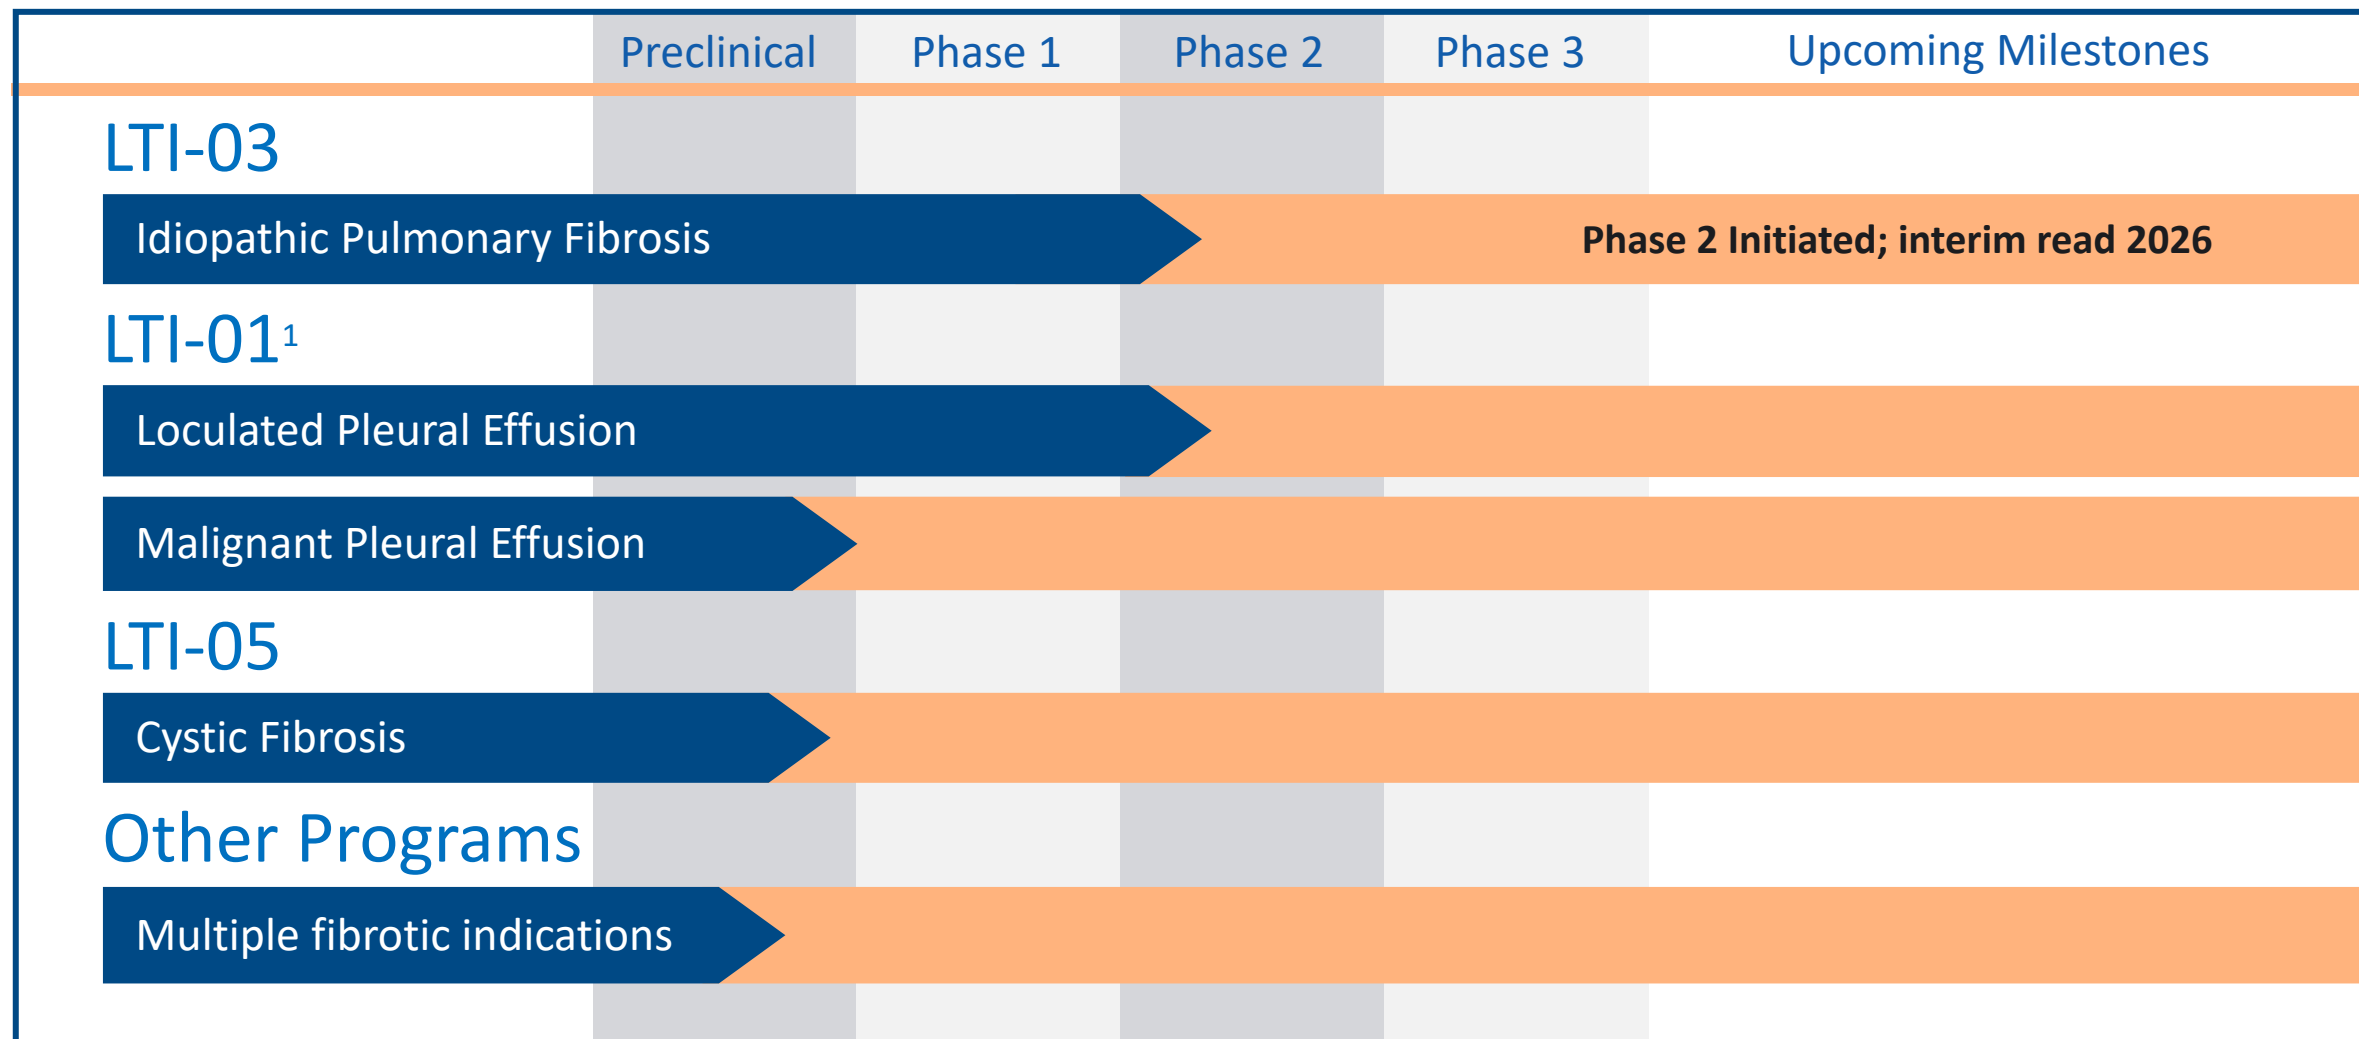 Preclinical Phase 1 Phase 2 Phase 3 Upcoming Milestones
LTI-03
Idiopathic Pulmonary Fibrosis Phase 2 Initiated; interim read 2026
LTI-01¹
Loculated Pleural Effusion
Malignant Pleural Effusion
LTI-05
Cystic Fibrosis
Other Programs
Multiple fibrotic indications